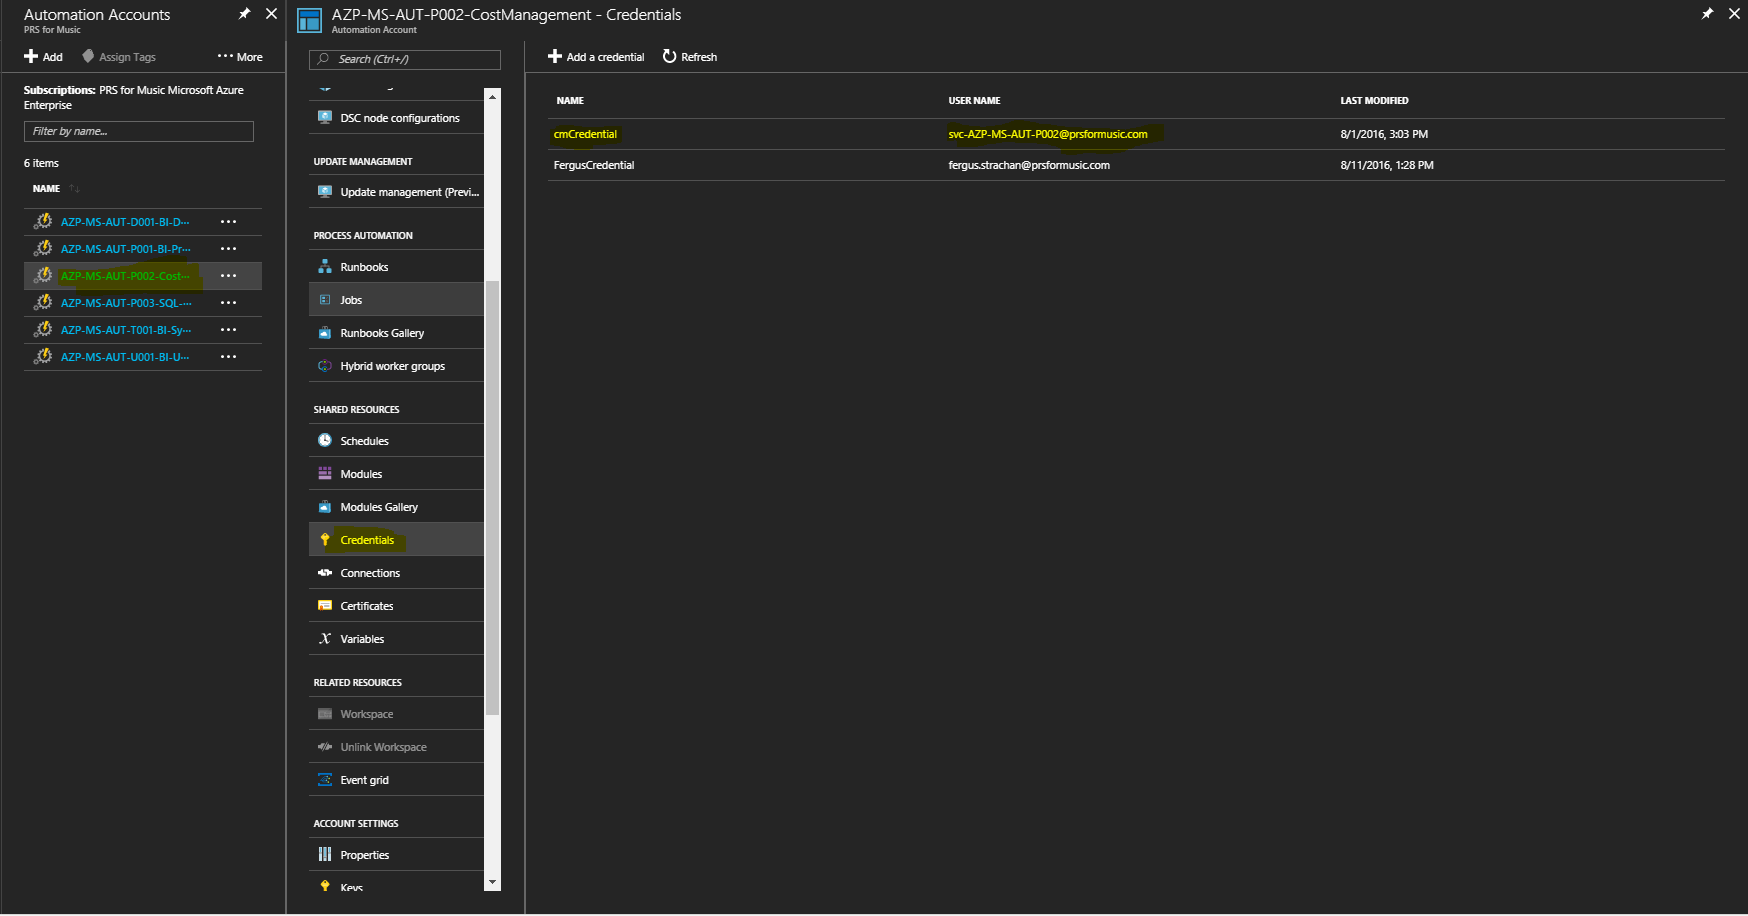 Automation Accounts
PRS for Music
Add
Assign Tags
More
Subscriptions: PRS for Music Microsoft Azure
Enterprise
Filter by name...
6 items
NAME
AZP-MS-AUT-D001-BI-D···
AZP-MS-AUT-P001-BI-Pr···
AZP-MS-AUT-P002-Cost···
AZP-MS-AUT-P003-SQL-···
AZP-MS-AUT-T001-BI-Sy···
AZP-MS-AUT-U001-BI-U···
AZP-MS-AUT-P002-CostManagement - Credentials
Automation Account
Search (Ctrl+/)
DSC node configurations
UPDATE MANAGEMENT
Update management (Previ...
PROCESS AUTOMATION
Runbooks
Jobs
Runbooks Gallery
Hybrid worker groups
SHARED RESOURCES
Schedules
Modules
Modules Gallery
Credentials
Connections
Certificates
Variables
RELATED RESOURCES
Workspace
Unlink Workspace
Event grid
ACCOUNT SETTINGS
Properties
Keys
Add a credential
Refresh
NAME USER NAME LAST MODIFIED
cmCredential svc-AZP-MS-AUT-P002@prsformusic.com 8/1/2016, 3:03 PM
FergusCredential fergus.strachan@prsformusic.com 8/11/2016, 1:28 PM